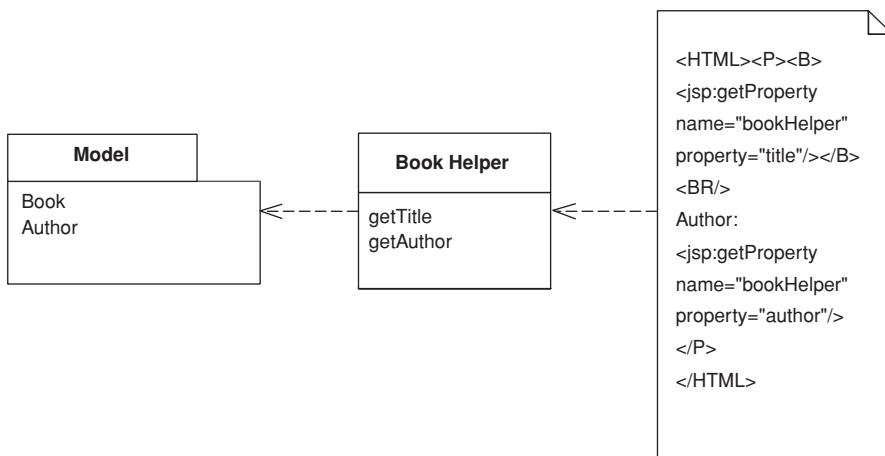 Model
Book
Author
Book Helper
getTitle
getAuthor
<HTML><P><B>
<jsp:getProperty
name="bookHelper"
property="title"/></B>
<BR/>
Author:
<jsp:getProperty
name="bookHelper"
property="author"/>
</P>
</HTML>